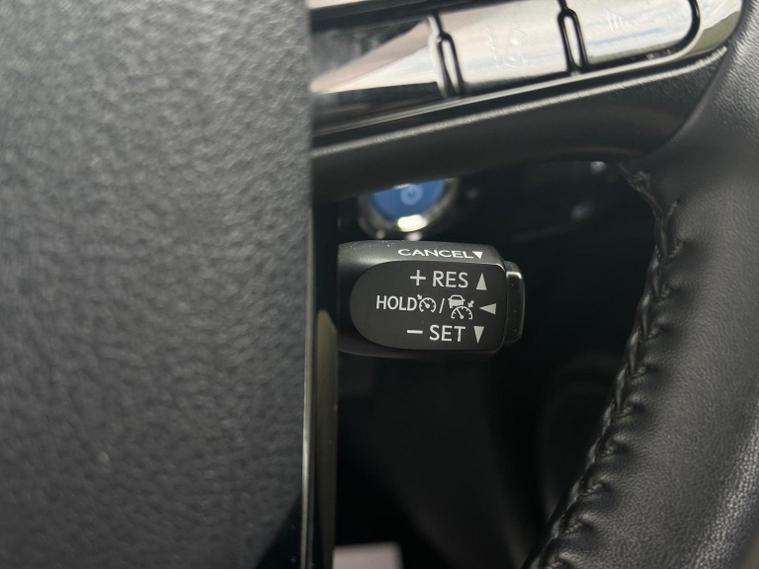 CANCEL▼
+ RES ▲
HOLD / ◀
− SET ▼